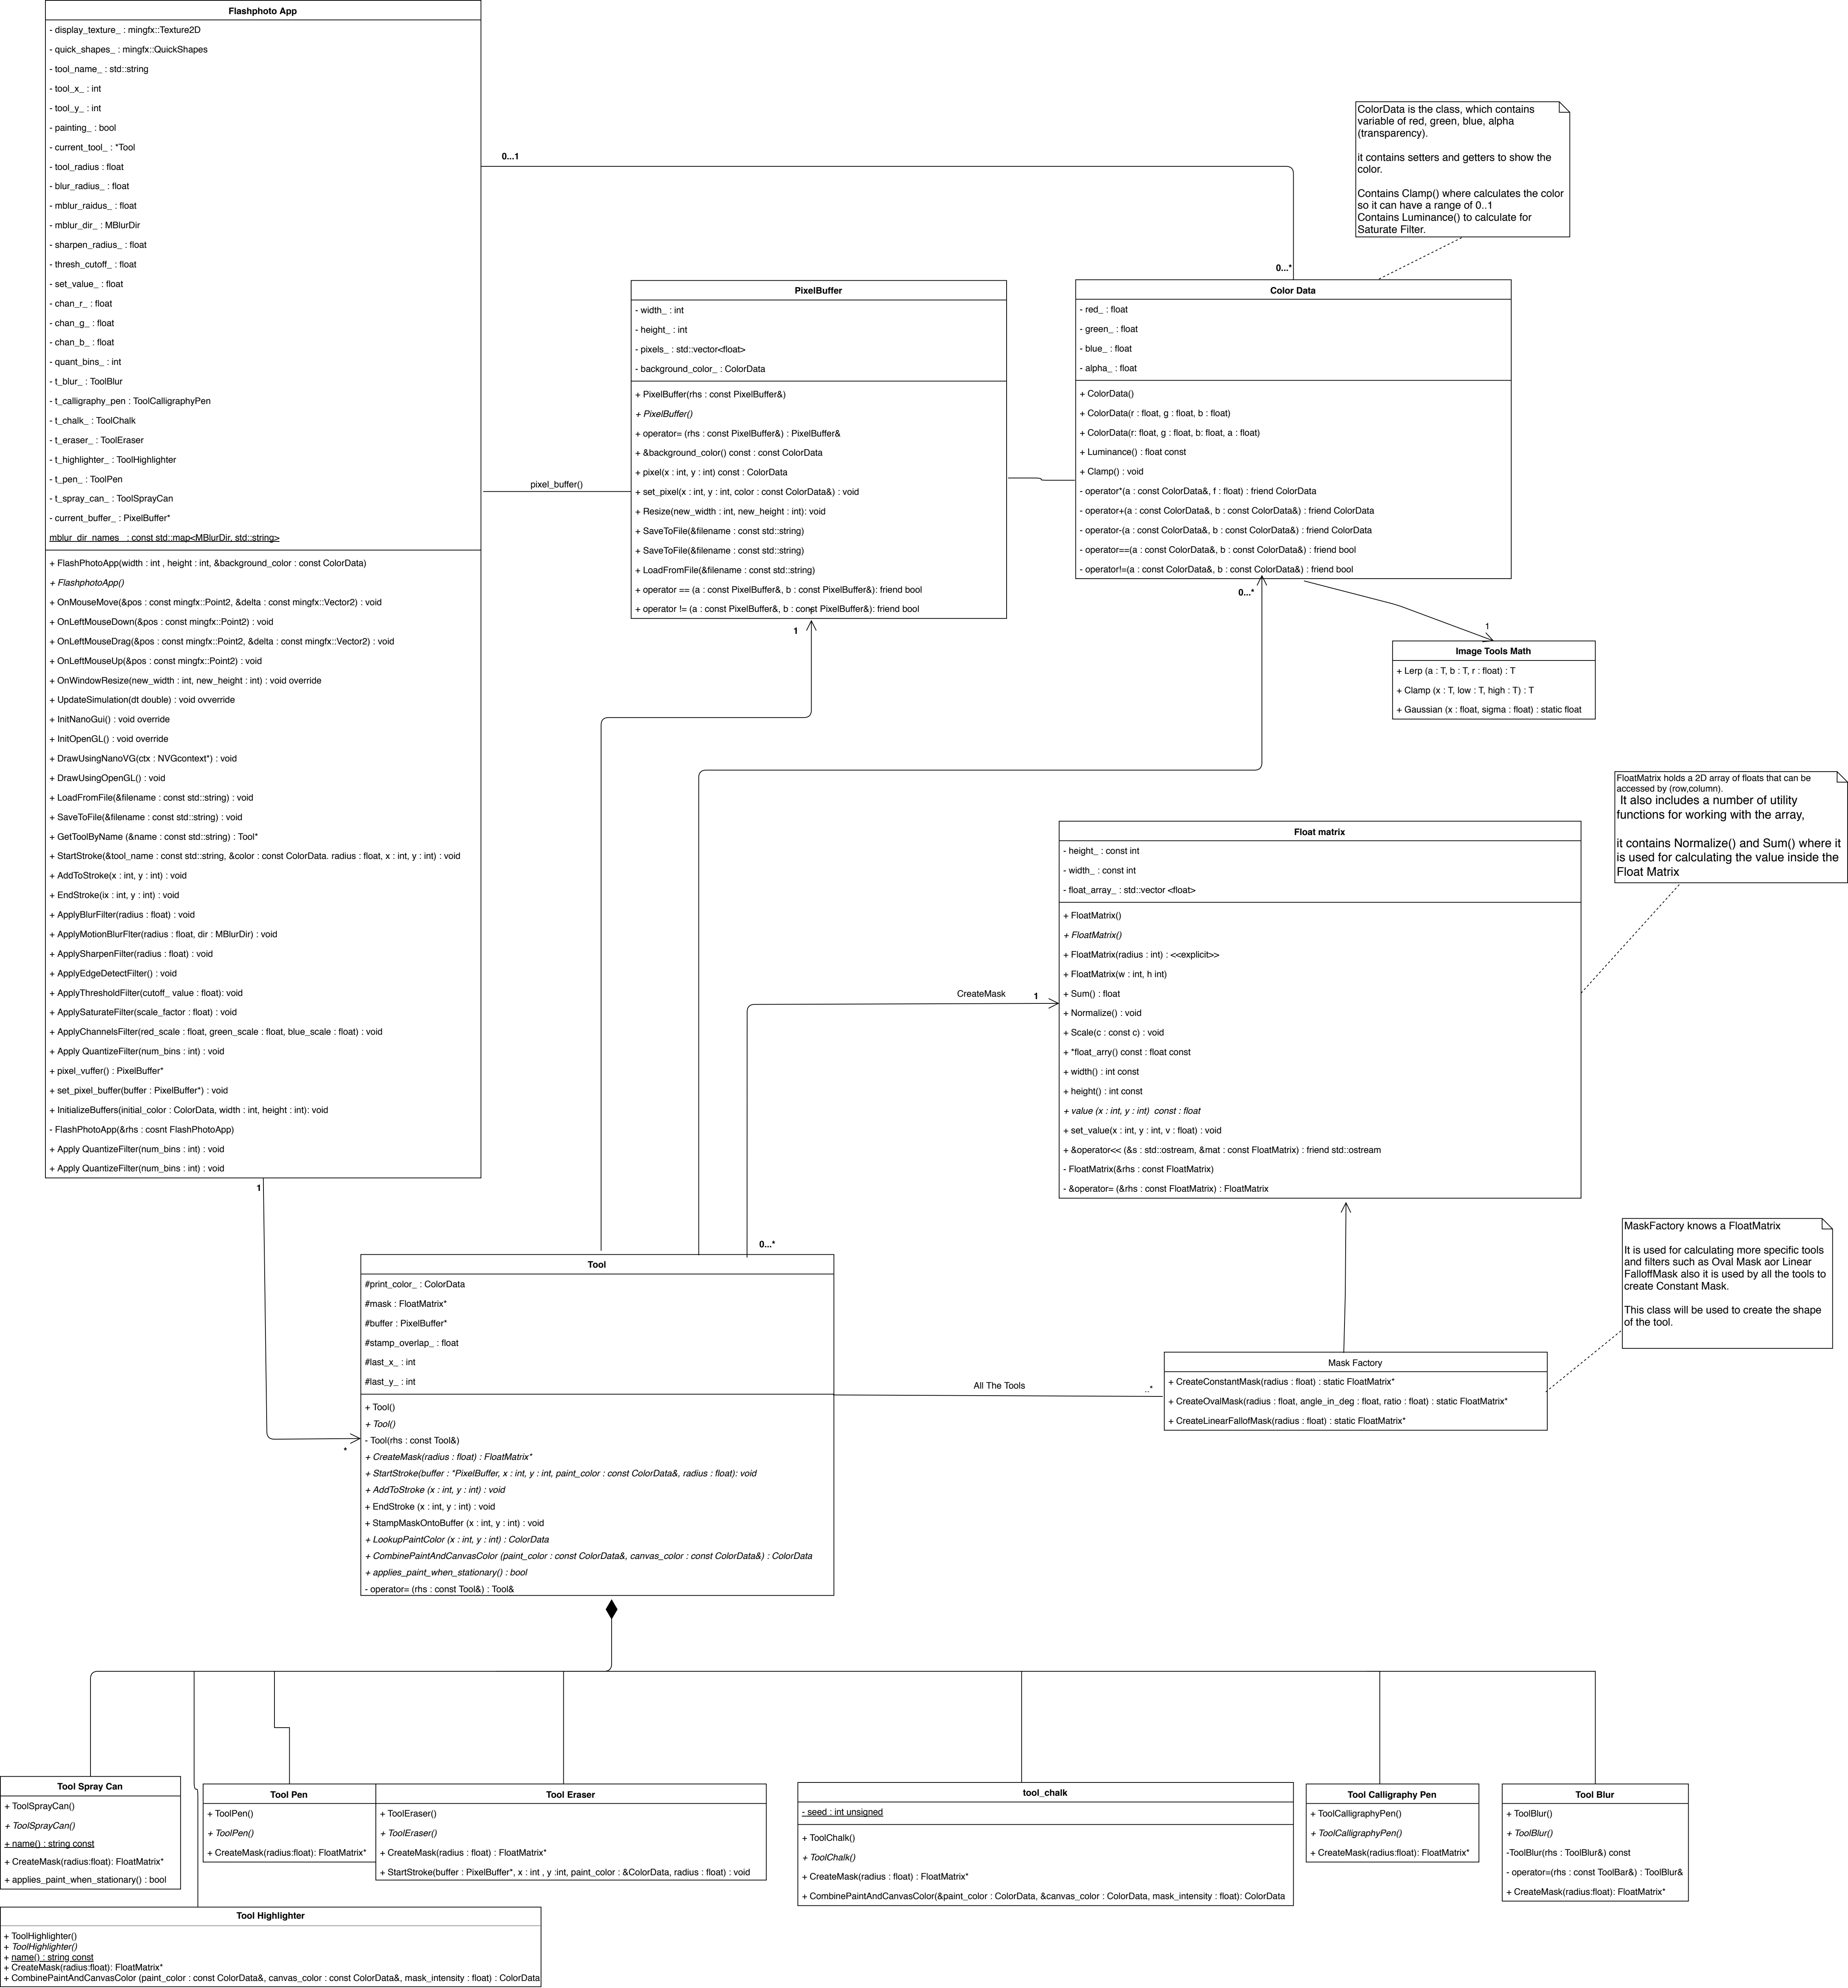 Flashphoto App
- display_texture_ : mingfx::Texture2D
- quick_shapes_ : mingfx::QuickShapes
- tool_name_ : std::string
- tool_x_ : int
- tool_y_ : int
- painting_ : bool
- current_tool_ : *Tool
- tool_radius : float
- blur_radius_ : float
- mblur_raidus_ : float
- mblur_dir_ : MBlurDir
- sharpen_radius_ : float
- thresh_cutoff_ : float
- set_value_ : float
- chan_r_ : float
- chan_g_ : float
- chan_b_ : float
- quant_bins_ : int
- t_blur_ : ToolBlur
- t_calligraphy_pen : ToolCalligraphyPen
- t_chalk_ : ToolChalk
- t_eraser_ : ToolEraser
- t_highlighter_ : ToolHighlighter
- t_pen_ : ToolPen
- t_spray_can_ : ToolSprayCan
- current_buffer_ : PixelBuffer*
mblur_dir_names_ : const std::map<MBlurDir, std::string>
+ FlashPhotoApp(width : int , height : int, &background_color : const ColorData)
+ FlashphotoApp()
+ OnMouseMove(&pos : const mingfx::Point2, &delta : const mingfx::Vector2) : void
+ OnLeftMouseDown(&pos : const mingfx::Point2) : void
+ OnLeftMouseDrag(&pos : const mingfx::Point2, &delta : const mingfx::Vector2) : void
+ OnLeftMouseUp(&pos : const mingfx::Point2) : void
+ OnWindowResize(new_width : int, new_height : int) : void override
+ UpdateSimulation(dt double) : void ovverride
+ InitNanoGui() : void override
+ InitOpenGL() : void override
+ DrawUsingNanoVG(ctx : NVGcontext*) : void
+ DrawUsingOpenGL() : void
+ LoadFromFile(&filename : const std::string) : void
+ SaveToFile(&filename : const std::string) : void
+ GetToolByName (&name : const std::string) : Tool*
+ StartStroke(&tool_name : const std::string, &color : const ColorData. radius : float, x : int, y : int) : void
+ AddToStroke(x : int, y : int) : void
+ EndStroke(ix : int, y : int) : void
+ ApplyBlurFilter(radius : float) : void
+ ApplyMotionBlurFIter(radius : float, dir : MBlurDir) : void
+ ApplySharpenFilter(radius : float) : void
+ ApplyEdgeDetectFilter() : void
+ ApplyThresholdFilter(cutoff_ value : float): void
+ ApplySaturateFilter(scale_factor : float) : void
+ ApplyChannelsFilter(red_scale : float, green_scale : float, blue_scale : float) : void
+ Apply QuantizeFilter(num_bins : int) : void
+ pixel_vuffer() : PixelBuffer*
+ set_pixel_buffer(buffer : PixelBuffer*) : void
+ InitializeBuffers(initial_color : ColorData, width : int, height : int): void
- FlashPhotoApp(&rhs : cosnt FlashPhotoApp)
+ Apply QuantizeFilter(num_bins : int) : void
+ Apply QuantizeFilter(num_bins : int) : void
0...1
0...*
pixel_buffer()
ColorData is the class, which contains
variable of red, green, blue, alpha
(transparency).
it contains setters and getters to show the
color.
Contains Clamp() where calculates the color
so it can have a range of 0..1
Contains Luminance() to calculate for
Saturate Filter.
PixelBuffer
- width_ : int
- height_ : int
- pixels_ : std::vector<float>
- background_color_ : ColorData
+ PixelBuffer(rhs : const PixelBuffer&)
+ PixelBuffer()
+ operator= (rhs : const PixelBuffer&) : PixelBuffer&
+ &background_color() const : const ColorData
+ pixel(x : int, y : int) const : ColorData
+ set_pixel(x : int, y : int, color : const ColorData&) : void
+ Resize(new_width : int, new_height : int): void
+ SaveToFile(&filename : const std::string)
+ SaveToFile(&filename : const std::string)
+ LoadFromFile(&filename : const std::string)
+ operator == (a : const PixelBuffer&, b : const PixelBuffer&): friend bool
+ operator != (a : const PixelBuffer&, b : const PixelBuffer&): friend bool
1
Color Data
- red_ : float
- green_ : float
- blue_ : float
- alpha_ : float
+ ColorData()
+ ColorData(r : float, g : float, b : float)
+ ColorData(r: float, g : float, b: float, a : float)
+ Luminance() : float const
+ Clamp() : void
- operator*(a : const ColorData&, f : float) : friend ColorData
- operator+(a : const ColorData&, b : const ColorData&) : friend ColorData
- operator-(a : const ColorData&, b : const ColorData&) : friend ColorData
- operator==(a : const ColorData&, b : const ColorData&) : friend bool
- operator!=(a : const ColorData&, b : const ColorData&) : friend bool
0...*
1
Image Tools Math
+ Lerp (a : T, b : T, r : float) : T
+ Clamp (x : T, low : T, high : T) : T
+ Gaussian (x : float, sigma : float) : static float
FloatMatrix holds a 2D array of floats that can be
accessed by (row,column).
It also includes a number of utility
functions for working with the array,
it contains Normalize() and Sum() where it
is used for calculating the value inside the
Float Matrix
Float matrix
- height_ : const int
- width_ : const int
- float_array_ : std::vector <float>
+ FloatMatrix()
+ FloatMatrix()
+ FloatMatrix(radius : int) : <<explicit>>
+ FloatMatrix(w : int, h int)
+ Sum() : float
+ Normalize() : void
+ Scale(c : const c) : void
+ *float_arry() const : float const
+ width() : int const
+ height() : int const
+ value (x : int, y : int) const : float
+ set_value(x : int, y : int, v : float) : void
+ &operator<< (&s : std::ostream, &mat : const FloatMatrix) : friend std::ostream
- FloatMatrix(&rhs : const FloatMatrix)
- &operator= (&rhs : const FloatMatrix) : FloatMatrix
CreateMask
1
0...*
1
*
MaskFactory knows a FloatMatrix
It is used for calculating more specific tools
and filters such as Oval Mask aor Linear
FalloffMask also it is used by all the tools to
create Constant Mask.
This class will be used to create the shape
of the tool.
Tool
#print_color_ : ColorData
#mask : FloatMatrix*
#buffer : PixelBuffer*
#stamp_overlap_ : float
#last_x_ : int
#last_y_ : int
+ Tool()
+ Tool()
- Tool(rhs : const Tool&)
+ CreateMask(radius : float) : FloatMatrix*
+ StartStroke(buffer : *PixelBuffer, x : int, y : int, paint_color : const ColorData&, radius : float): void
+ AddToStroke (x : int, y : int) : void
+ EndStroke (x : int, y : int) : void
+ StampMaskOntoBuffer (x : int, y : int) : void
+ LookupPaintColor (x : int, y : int) : ColorData
+ CombinePaintAndCanvasColor (paint_color : const ColorData&, canvas_color : const ColorData&) : ColorData
+ applies_paint_when_stationary() : bool
- operator= (rhs : const Tool&) : Tool&
All The Tools
..*
Mask Factory
+ CreateConstantMask(radius : float) : static FloatMatrix*
+ CreateOvalMask(radius : float, angle_in_deg : float, ratio : float) : static FloatMatrix*
+ CreateLinearFallofMask(radius : float) : static FloatMatrix*
Tool Spray Can
+ ToolSprayCan()
+ ToolSprayCan()
+ name() : string const
+ CreateMask(radius:float): FloatMatrix*
+ applies_paint_when_stationary() : bool
Tool Pen
+ ToolPen()
+ ToolPen()
+ CreateMask(radius:float): FloatMatrix*
Tool Eraser
+ ToolEraser()
+ ToolEraser()
+ CreateMask(radius : float) : FloatMatrix*
+ StartStroke(buffer : PixelBuffer*, x : int , y :int, paint_color : &ColorData, radius : float) : void
tool_chalk
- seed : int unsigned
+ ToolChalk()
+ ToolChalk()
+ CreateMask(radius : float) : FloatMatrix*
+ CombinePaintAndCanvasColor(&paint_color : ColorData, &canvas_color : ColorData, mask_intensity : float): ColorData
Tool Calligraphy Pen
+ ToolCalligraphyPen()
+ ToolCalligraphyPen()
+ CreateMask(radius:float): FloatMatrix*
Tool Blur
+ ToolBlur()
+ ToolBlur()
-ToolBlur(rhs : ToolBlur&) const
- operator=(rhs : const ToolBar&) : ToolBlur&
+ CreateMask(radius:float): FloatMatrix*
Tool Highlighter
+ ToolHighlighter()
+ ToolHighlighter()
+ name() : string const
+ CreateMask(radius:float): FloatMatrix*
+ CombinePaintAndCanvasColor (paint_color : const ColorData&, canvas_color : const ColorData&, mask_intensity : float) : ColorData